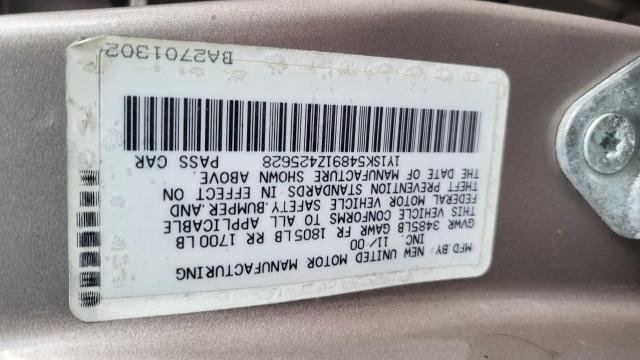 MFD.BY: NEW UNITED MOTOR MANUFACTURING
INC. 11/00
GVWR 3485LB GAWR FR 1805LB RR 1700LB
THIS VEHICLE CONFORMS TO ALL APPLICABLE
FEDERAL MOTOR VEHICLE SAFETY,BUMPER,AND
THEFT PREVENTION STANDARDS IN EFFECT ON
THE DATE OF MANUFACTURE SHOWN ABOVE
1Y1SK54891Z425628 PASS CAR
BA2701302